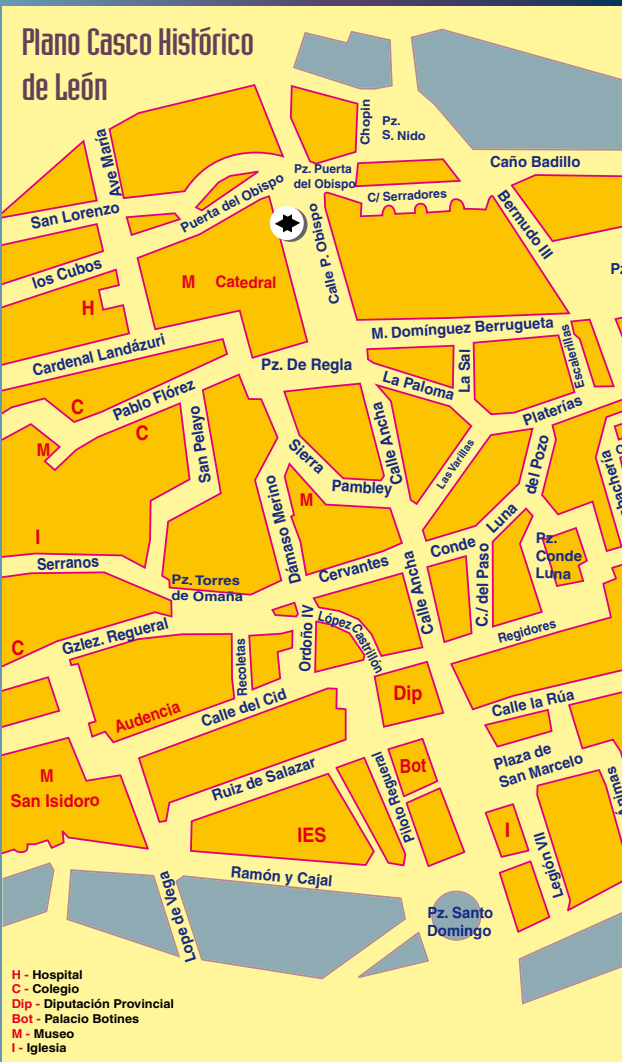 Plano Casco Histórico
de León
Chopin
Pz.
S. Nido
Ave María
Caño Badillo
Pz. Puerta
del Obispo
C/ Serradores
San Lorenzo
Puerta del Obispo
Calle P. Obispo
Bermudo III
los Cubos
M Catedral
Pz
H
M. Domínguez Berrugueta
Cardenal Landázuri
Pz. De Regla
La Sal
Escalerillas
La Paloma
Pablo Flórez
C
C
Platerías
San Pelayo
Calle Ancha
Sierra
Pambley
Las Varillas
del Pozo
M
M
Luna
Conde
I
Serranos
Damaso Merino
Cervantes
Calle Ancha
C./ del Paso
Pz.
Conde
Luna
Pz. Torres
de Omaña
Ordoño IV
López Castrillón
Regidores
Gzlez. Regueral
C
Recoletas
Dip
Calle la Rúa
Audencia
Calle del Cid
Plaza de
San Marcelo
M
San Isidoro
Ruiz de Salazar
Piloto Regueral
Bot
IES
I
Legión VII
Ramón y Cajal
Lope de Vega
Pz. Santo
Domingo
H - Hospital
C - Colegio
Dip - Diputación Provincial
Bot - Palacio Botines
M - Museo
I - Iglesia